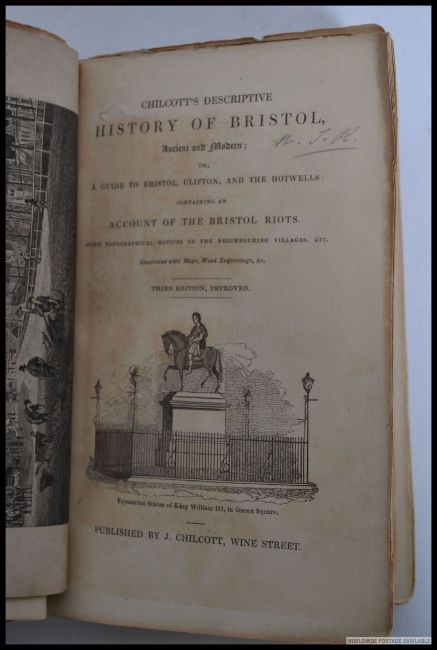 CHILCOTT'S DESCRIPTIVE
HISTORY OF BRISTOL,
Ancient and Modern;
OR,
A GUIDE TO BRISTOL, CLIFTON, AND THE HOTWELLS:
CONTAINING AN
ACCOUNT OF THE BRISTOL RIOTS.
WITH TOPOGRAPHICAL NOTICES OF THE NEIGHBOURING VILLAGES, ETC.
Illustrated with Maps, Wood Engravings, &c.
THIRD EDITION, IMPROVED.
Equestrian Statue of King William III. in Queen Square.
PUBLISHED BY J. CHILCOTT, WINE STREET.
WORLDWIDE POSTAGE AVAILABLE